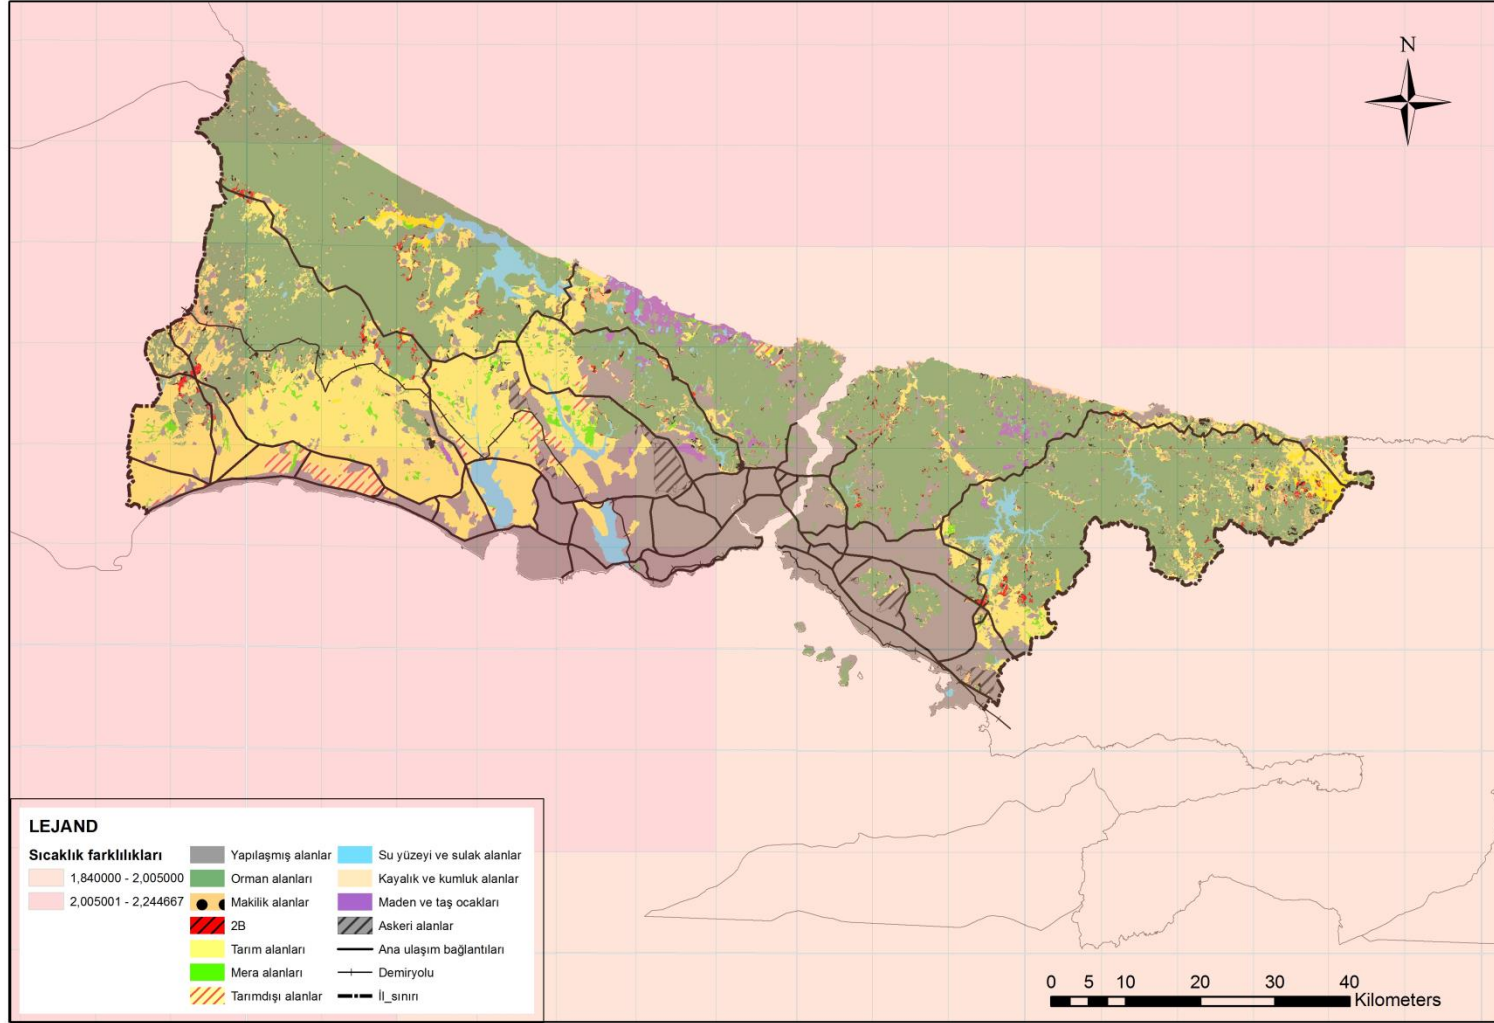 N
LEJAND
Sıcaklık farklılıkları
1,840000 - 2,005000
2,005001 - 2,244667
Yapılaşmış alanlar
Orman alanları
Makilik alanlar
2B
Tarım alanları
Mera alanları
Tarımdışı alanlar
Su yüzeyi ve sulak alanlar
Kayalık ve kumluk alanlar
Maden ve taş ocakları
Askeri alanlar
Ana ulaşım bağlantıları
Demiryolu
İl_sınırı
0 5 10 20 30 40
Kilometers